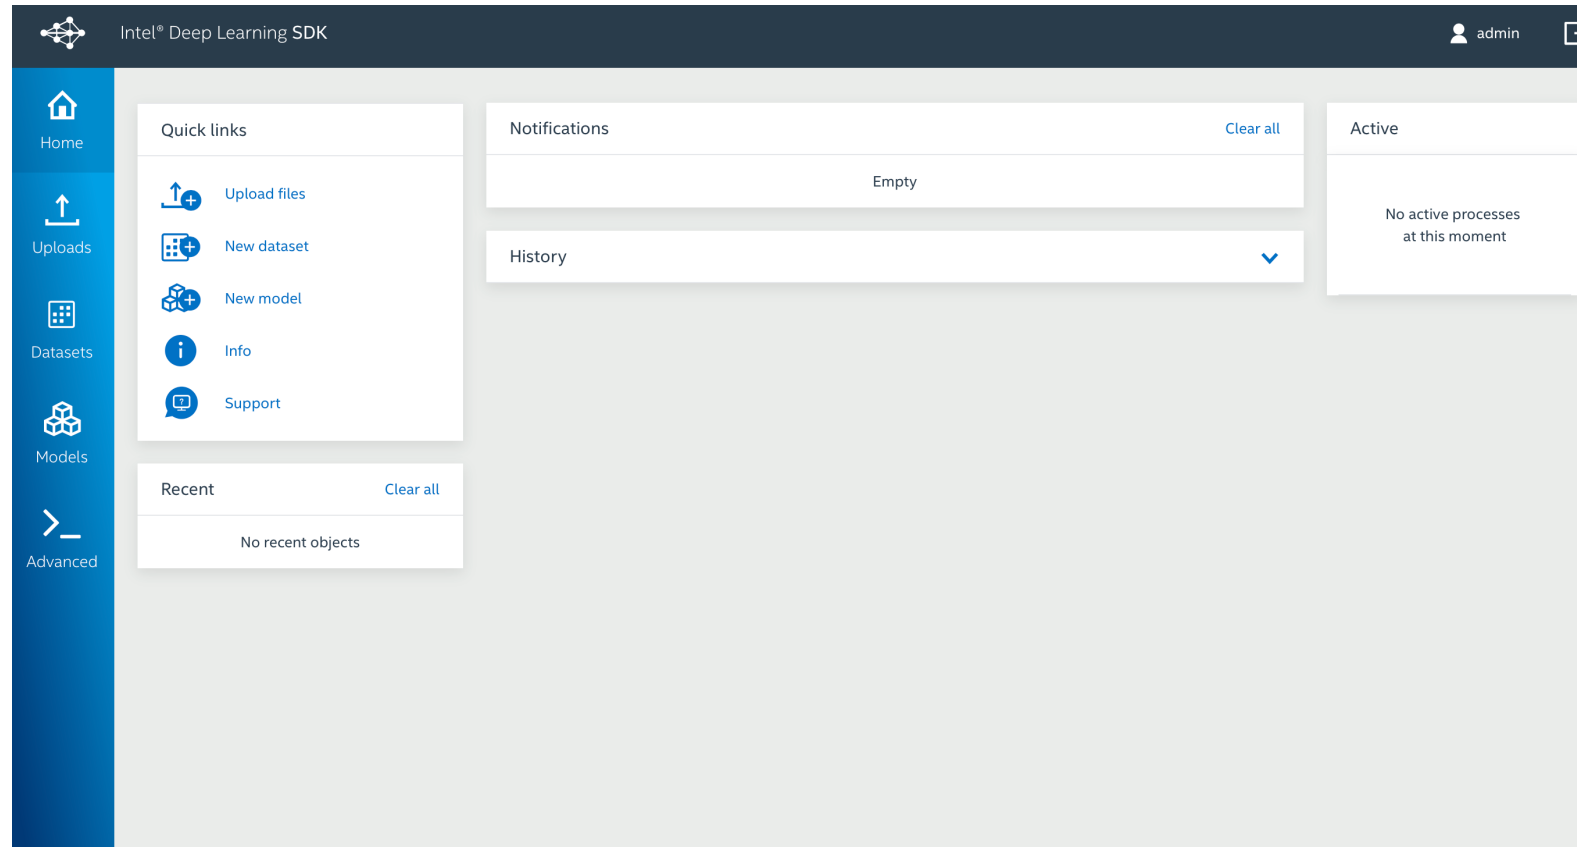 Intel® Deep Learning SDK
admin
Home
Uploads
Datasets
Models
Advanced
Quick links
Upload files
New dataset
New model
Info
Support
Recent Clear all
No recent objects
Notifications Clear all
Empty
History
Active
No active processes
at this moment